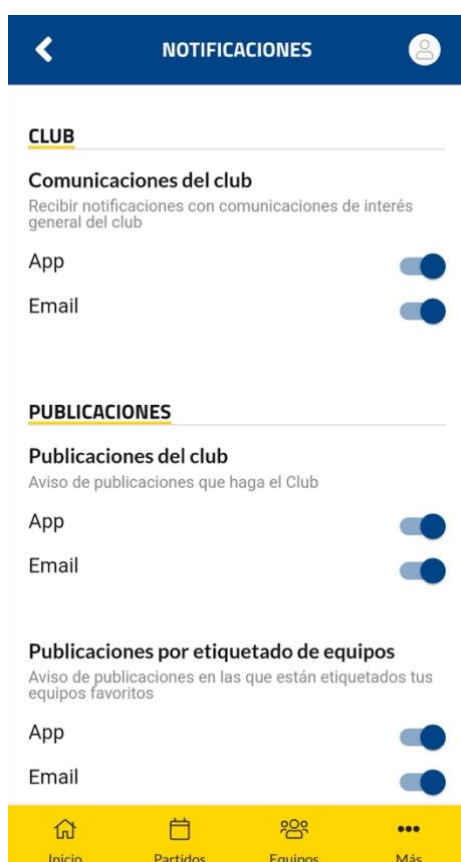 NOTIFICACIONES
CLUB
Comunicaciones del club
Recibir notificaciones con comunicaciones de interés
general del club
App
Email
PUBLICACIONES
Publicaciones del club
Aviso de publicaciones que haga el Club
App
Email
Publicaciones por etiquetado de equipos
Aviso de publicaciones en las que están etiquetados tus
equipos favoritos
App
Email
Inicio Partidos Equipos Más